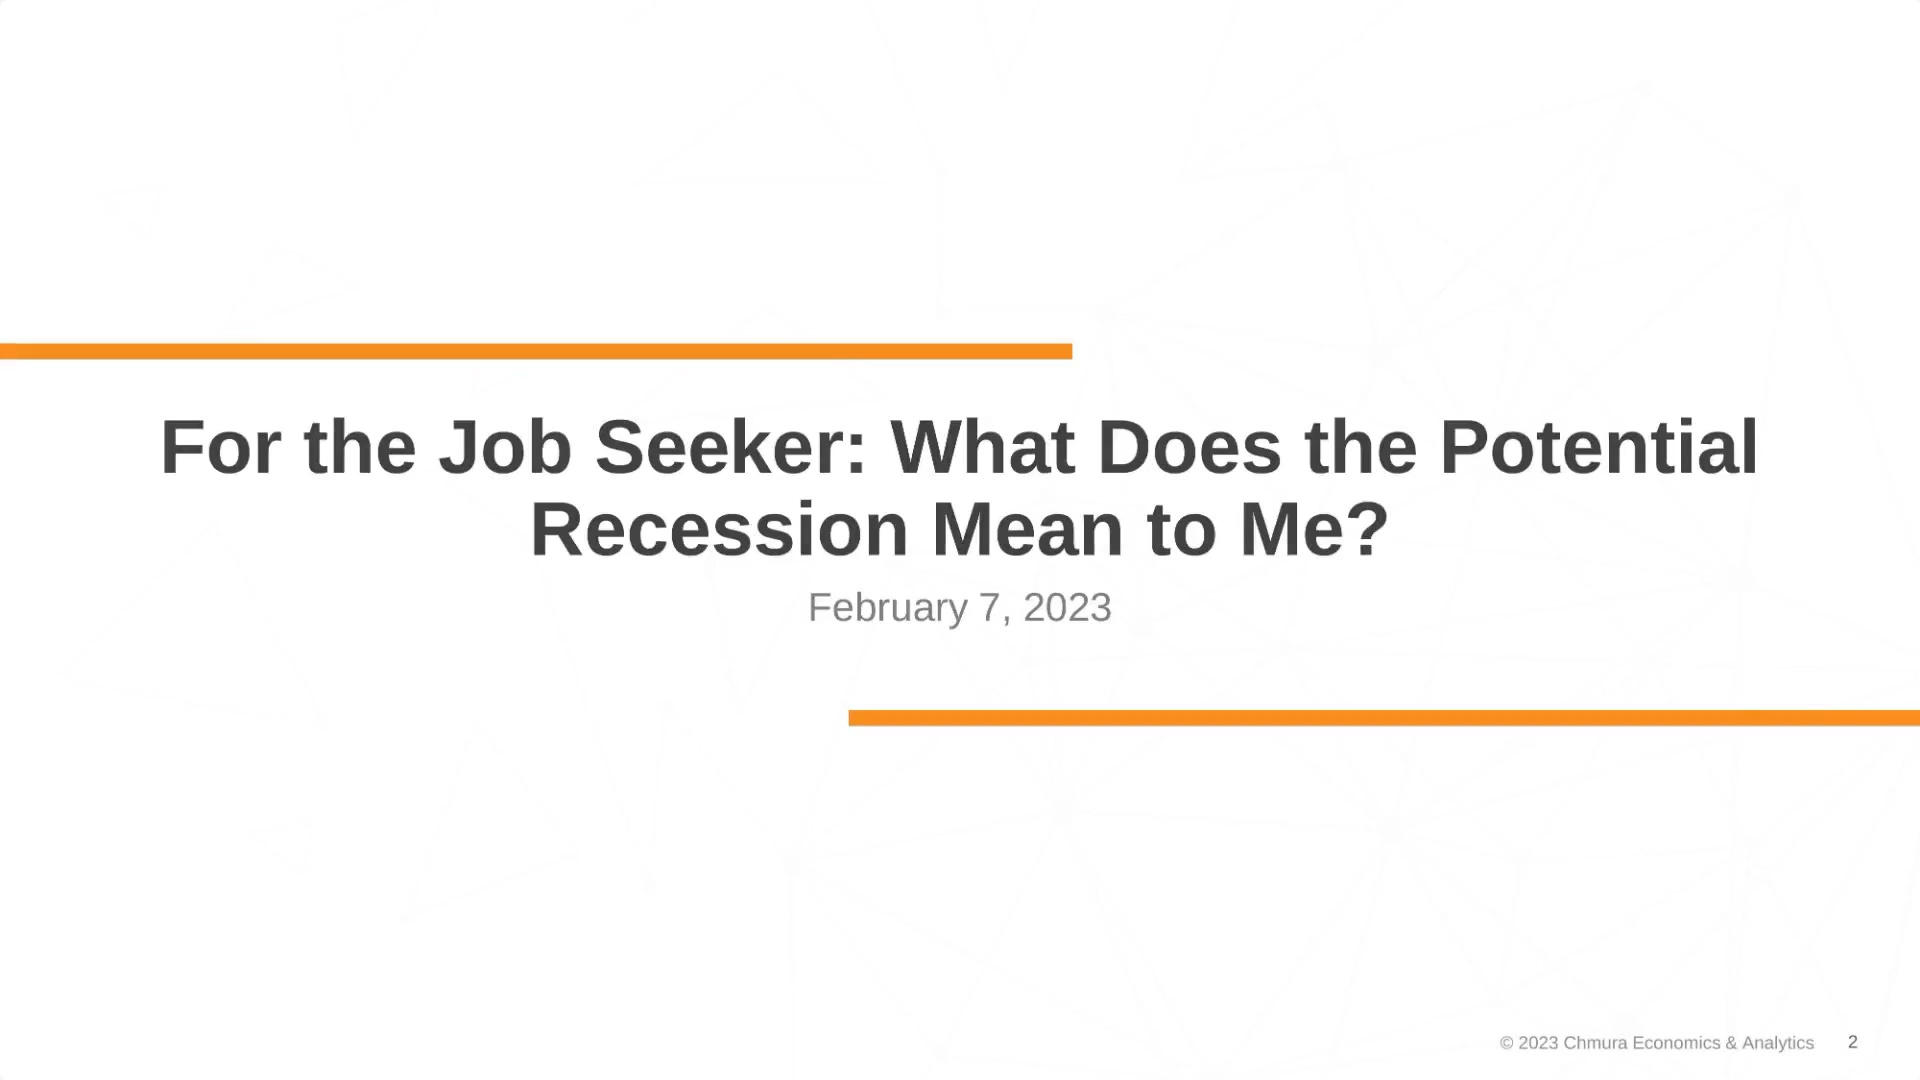 For the Job Seeker: What Does the Potential
Recession Mean to Me?
February 7, 2023
© 2023 Chmura Economics & Analytics 2